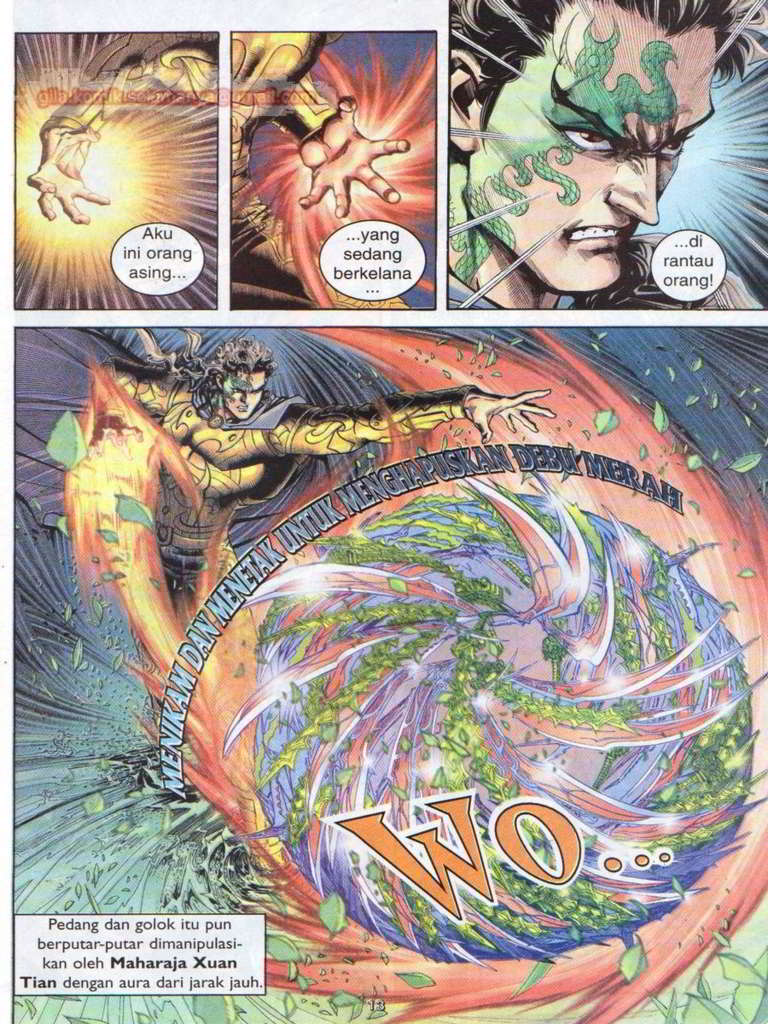 Aku
ini orang
asing...
...yang
sedang
berkelana
...
...di
rantau
orang!
MENIKAM DAN MENETAK UNTUK MENGHAPUSKAN DEBU MERAH
WO...
Pedang dan golok itu pun
berputar-putar dimanipulasi-
kan oleh Maharaja Xuan
Tian dengan aura dari jarak jauh.
13